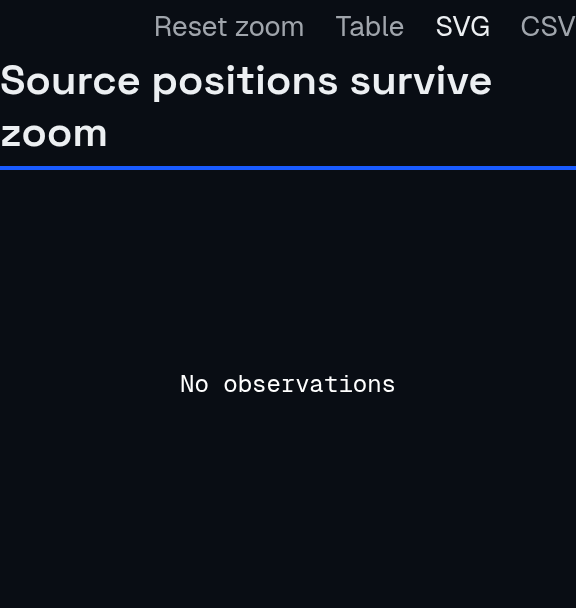 Reset zoom Table SVG CSV
Source positions survive
zoom
No observations